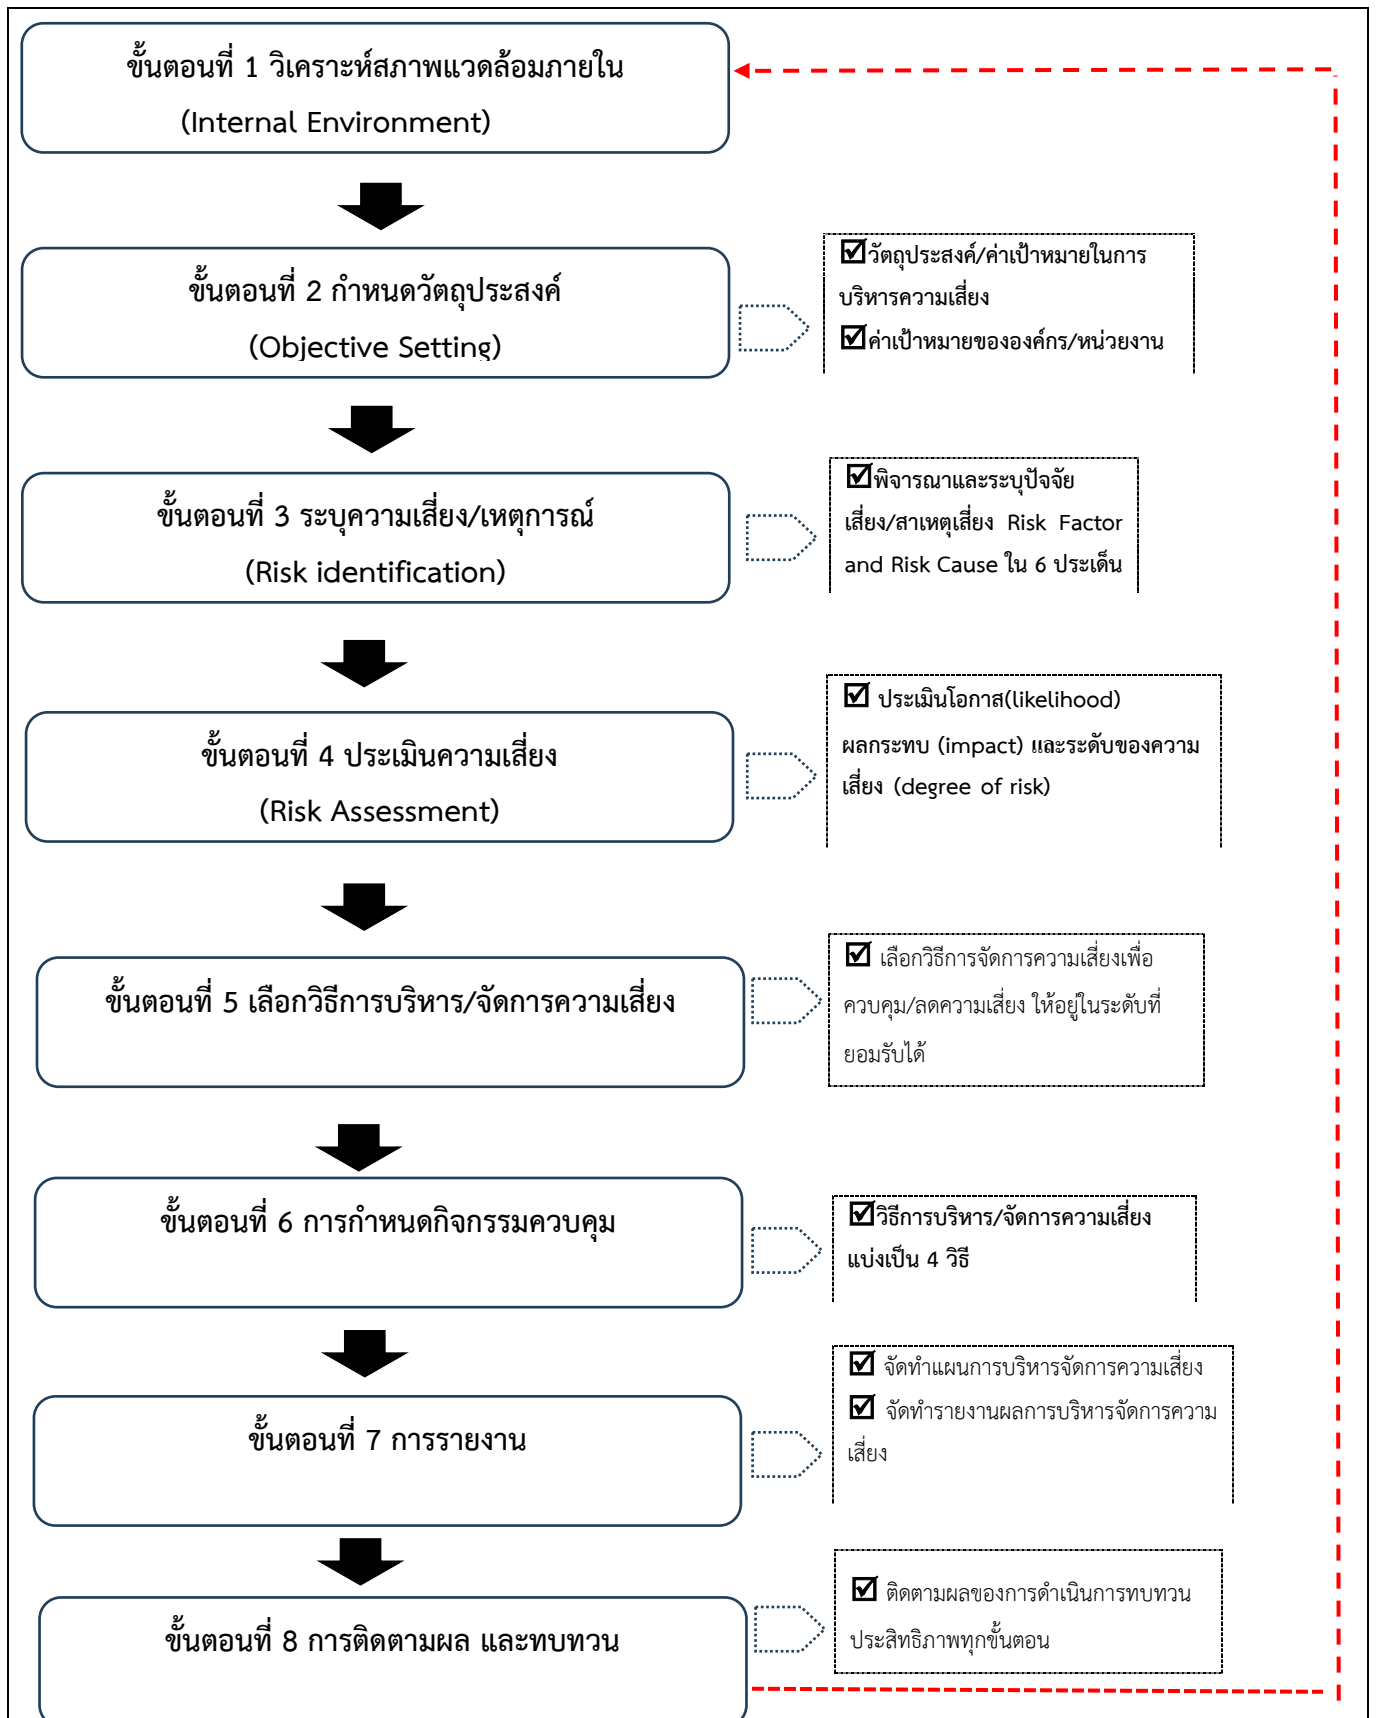 ขั้นตอนที่ 1 วิเคราะห์สภาพแวดล้อมภายใน
(Internal Environment)
ขั้นตอนที่ 2 กำหนดวัตถุประสงค์
(Objective Setting)
☑วัตถุประสงค์/ค่าเป้าหมายในการ
บริหารความเสี่ยง
☑ค่าเป้าหมายขององค์กร/หน่วยงาน
ขั้นตอนที่ 3 ระบุความเสี่ยง/เหตุการณ์
(Risk identification)
☑พิจารณาและระบุปัจจัย
เสี่ยง/สาเหตุเสี่ยง Risk Factor
and Risk Cause ใน 6 ประเด็น
ขั้นตอนที่ 4 ประเมินความเสี่ยง
(Risk Assessment)
☑ ประเมินโอกาส(likelihood)
ผลกระทบ (impact) และระดับของความ
เสี่ยง (degree of risk)
ขั้นตอนที่ 5 เลือกวิธีการบริหาร/จัดการความเสี่ยง
☑ เลือกวิธีการจัดการความเสี่ยงเพื่อ
ควบคุม/ลดความเสี่ยง ให้อยู่ในระดับที่
ยอมรับได้
ขั้นตอนที่ 6 การกำหนดกิจกรรมควบคุม
☑วิธีการบริหาร/จัดการความเสี่ยง
แบ่งเป็น 4 วิธี
ขั้นตอนที่ 7 การรายงาน
☑ จัดทำแผนการบริหารจัดการความเสี่ยง
☑ จัดทำรายงานผลการบริหารจัดการความ
เสี่ยง
ขั้นตอนที่ 8 การติดตามผล และทบทวน
☑ ติดตามผลของการดำเนินการทบทวน
ประสิทธิภาพทุกขั้นตอน